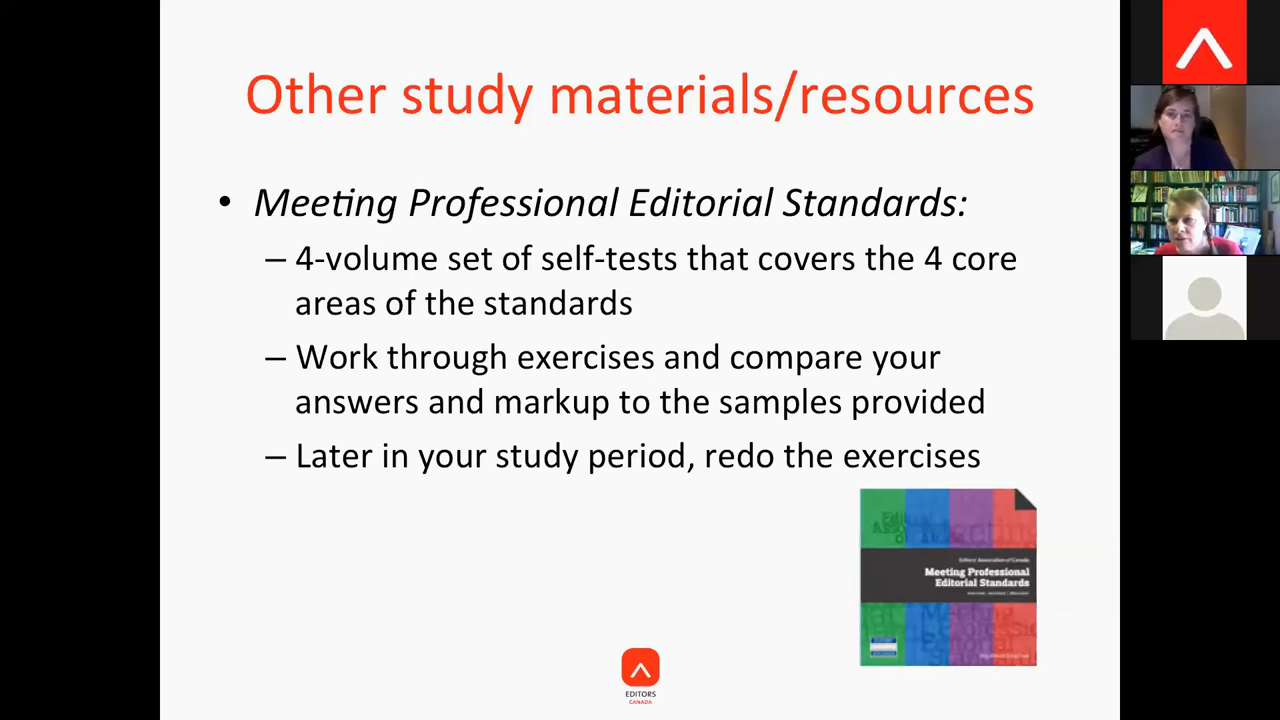 Other study materials/resources
• Meeting Professional Editorial Standards:
– 4-volume set of self-tests that covers the 4 core
areas of the standards
– Work through exercises and compare your
answers and markup to the samples provided
– Later in your study period, redo the exercises
Editors' Association of Canada
Meeting Professional
Editorial Standards
EDITORS
CANADA